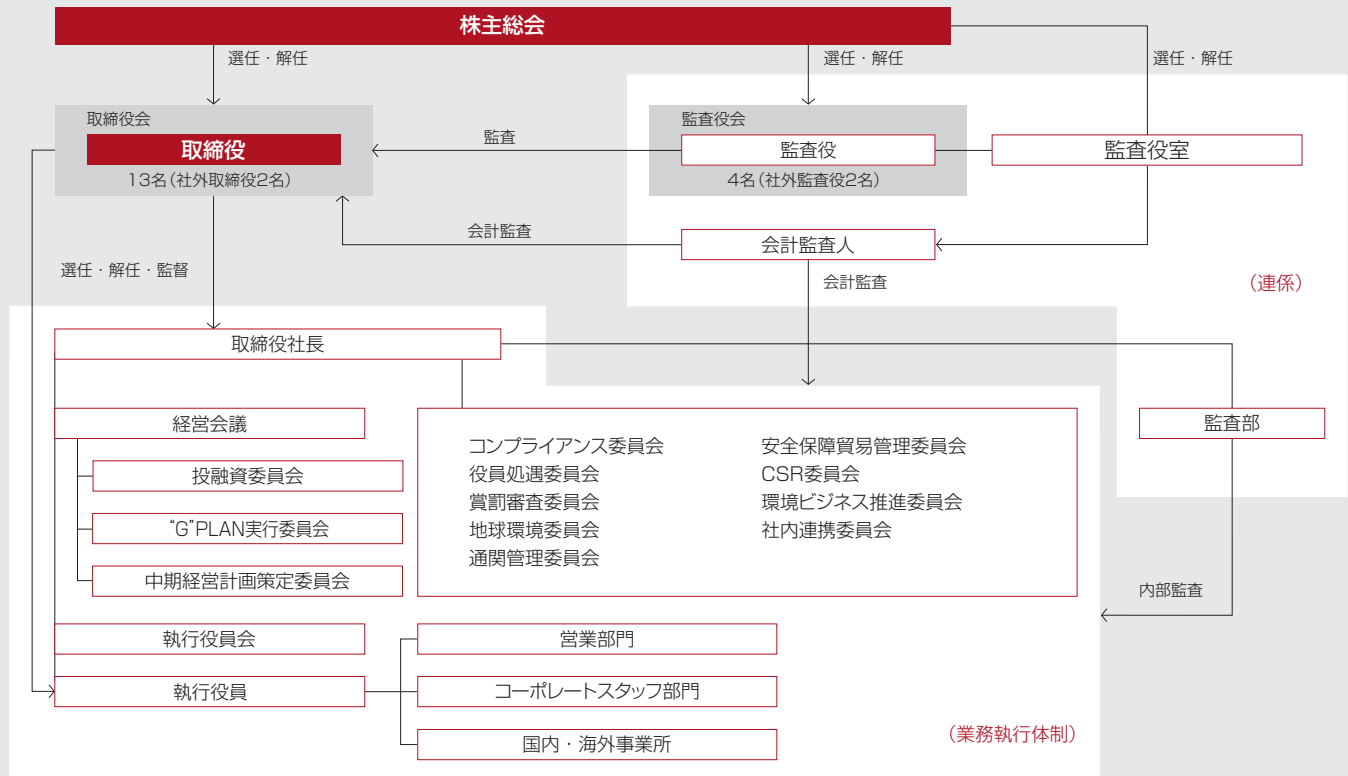 株主総会
選任・解任
選任・解任
選任・解任
取締役会
取締役
13名(社外取締役2名)
監査
監査役会
監査役
4名(社外監査役2名)
監査役室
会計監査
会計監査人
選任・解任・監督
会計監査
(連係)
取締役社長
経営会議
投融資委員会
"G"PLAN実行委員会
中期経営計画策定委員会
コンプライアンス委員会
役員処遇委員会
賞罰審査委員会
地球環境委員会
通関管理委員会
安全保障貿易管理委員会
CSR委員会
環境ビジネス推進委員会
社内連携委員会
監査部
内部監査
執行役員会
執行役員
営業部門
コーポレートスタッフ部門
国内・海外事業所
(業務執行体制)